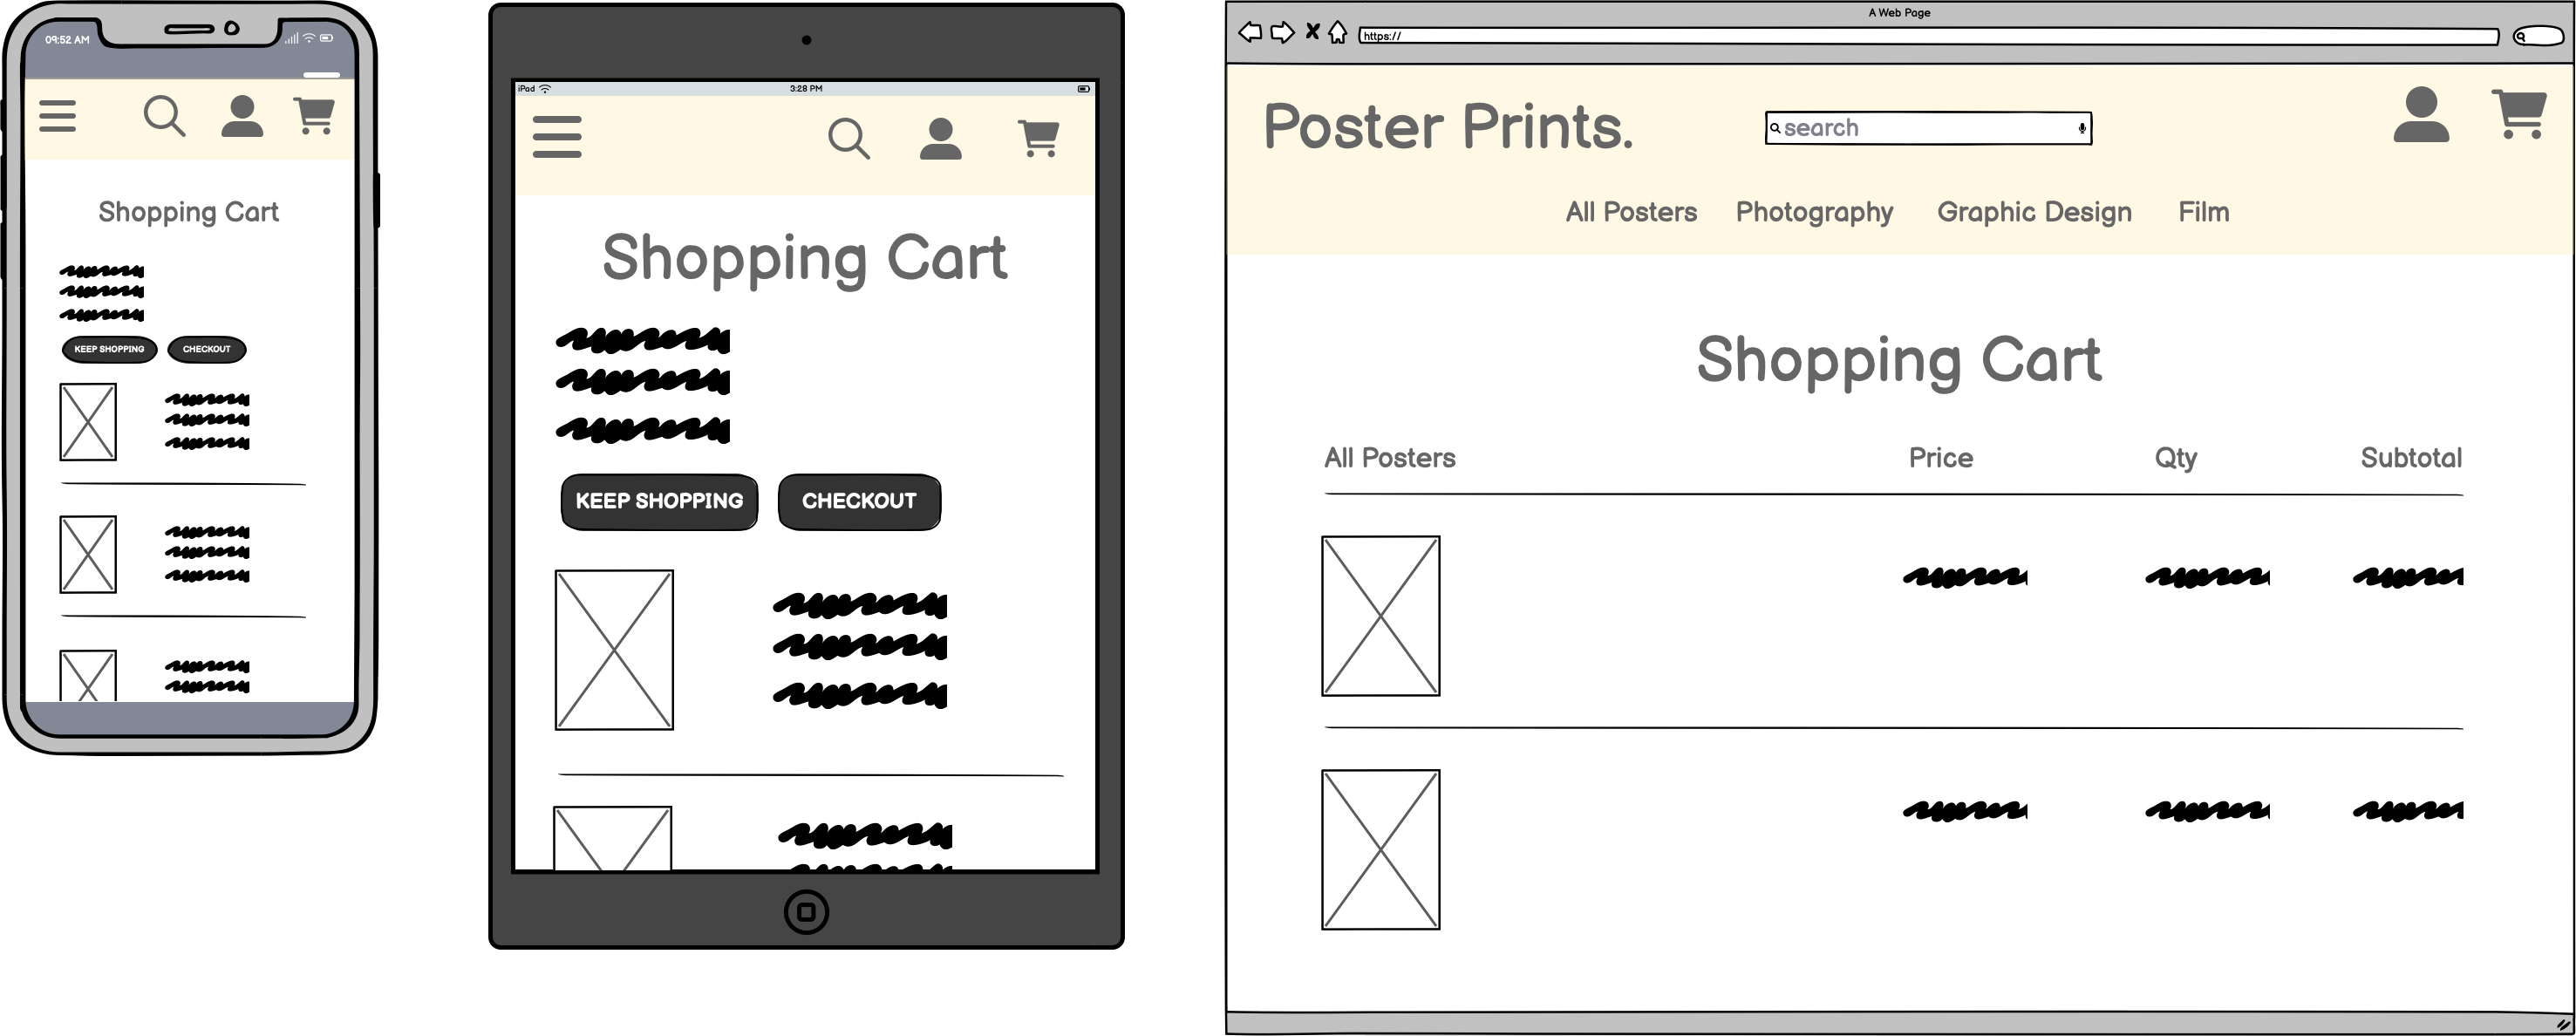 09:52 AM
Shopping Cart
KEEP SHOPPING CHECKOUT
iPad 3:28 PM
Shopping Cart
KEEP SHOPPING CHECKOUT
A Web Page
https://
Poster Prints. search
All Posters Photography Graphic Design Film
Shopping Cart
All Posters Price Qty Subtotal